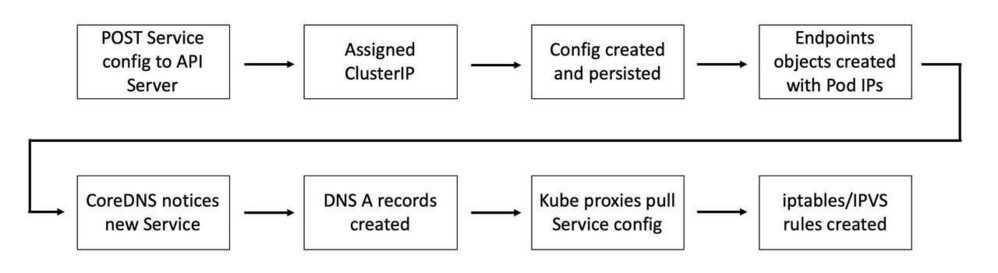 POST Service
config to API
Server
Assigned
ClusterIP
Config created
and persisted
Endpoints
objects created
with Pod IPs
CoreDNS notices
new Service
DNS A records
created
Kube proxies pull
Service config
iptables/IPVS
rules created